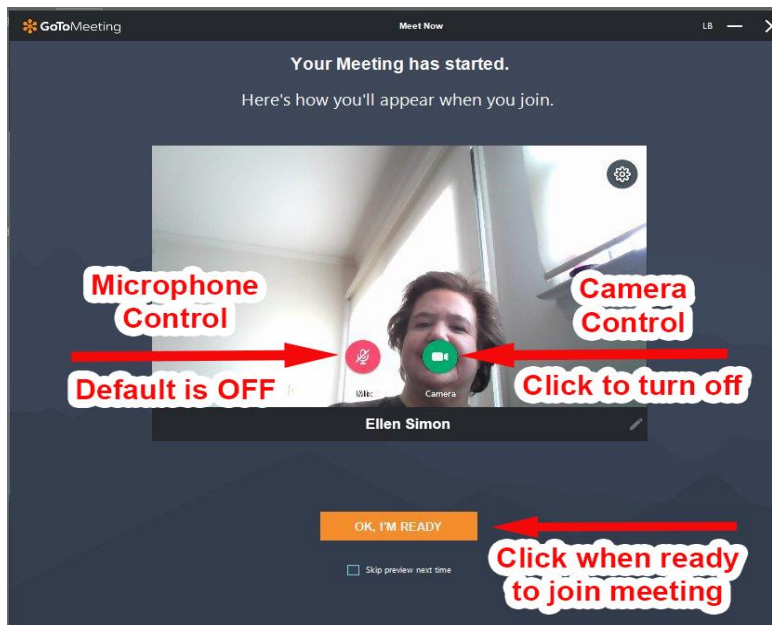 GoToMeeting
Meet Now
LB
Your Meeting has started.
Here's how you'll appear when you join.
Microphone
Control
Default is OFF
Camera
Control
Click to turn off
Camera
Ellen Simon
OK, I'M READY
Skip preview next time
Click when ready
to join meeting